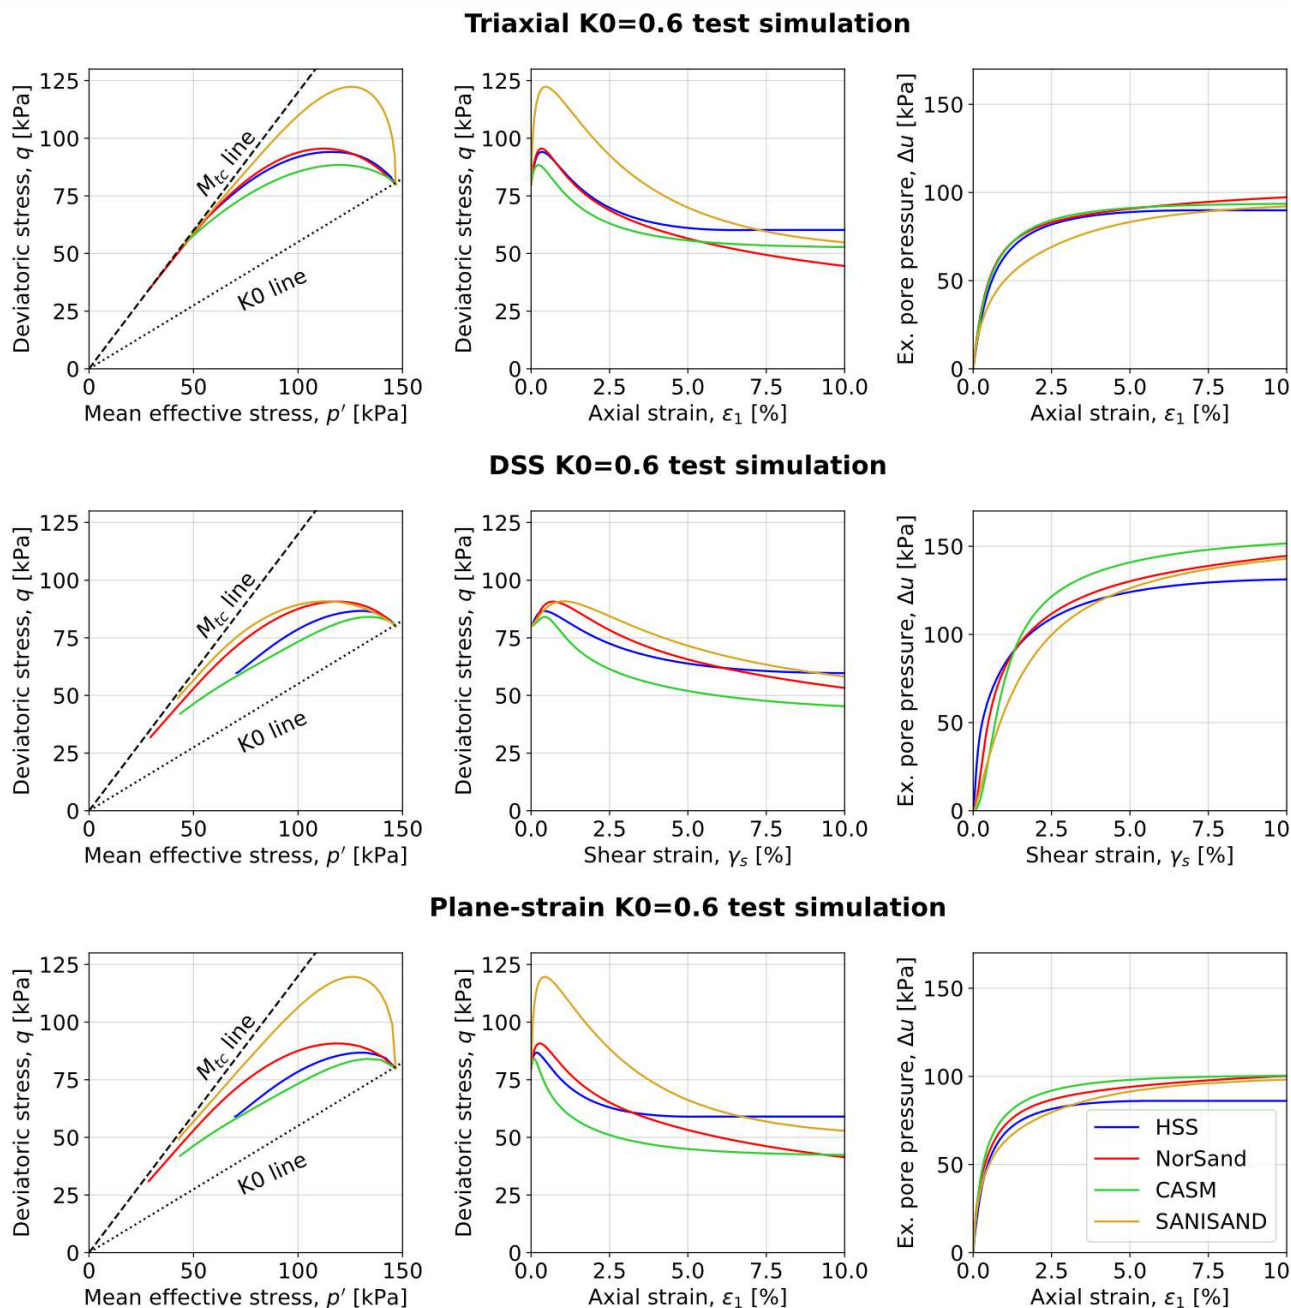 Triaxial K0=0.6 test simulation
Deviatoric stress, q [kPa]
125
100
75
50
25
0
M_tc line
K0 line
0 50 100 150
Mean effective stress, p′ [kPa]
Deviatoric stress, q [kPa]
125
100
75
50
25
0
0.0 2.5 5.0 7.5 10.0
Axial strain, ε₁ [%]
Ex. pore pressure, Δu [kPa]
150
100
50
0
0.0 2.5 5.0 7.5 10
Axial strain, ε₁ [%]
DSS K0=0.6 test simulation
Deviatoric stress, q [kPa]
125
100
75
50
25
0
M_tc line
K0 line
0 50 100 150
Mean effective stress, p′ [kPa]
Deviatoric stress, q [kPa]
125
100
75
50
25
0
0.0 2.5 5.0 7.5 10.0
Shear strain, γₛ [%]
Ex. pore pressure, Δu [kPa]
150
100
50
0
0.0 2.5 5.0 7.5 10
Shear strain, γₛ [%]
Plane-strain K0=0.6 test simulation
Deviatoric stress, q [kPa]
125
100
75
50
25
0
M_tc line
K0 line
0 50 100 150
Mean effective stress, p′ [kPa]
Deviatoric stress, q [kPa]
125
100
75
50
25
0
0.0 2.5 5.0 7.5 10.0
Axial strain, ε₁ [%]
Ex. pore pressure, Δu [kPa]
150
100
50
0
HSS
NorSand
CASM
SANISAND
0.0 2.5 5.0 7.5 10
Axial strain, ε₁ [%]